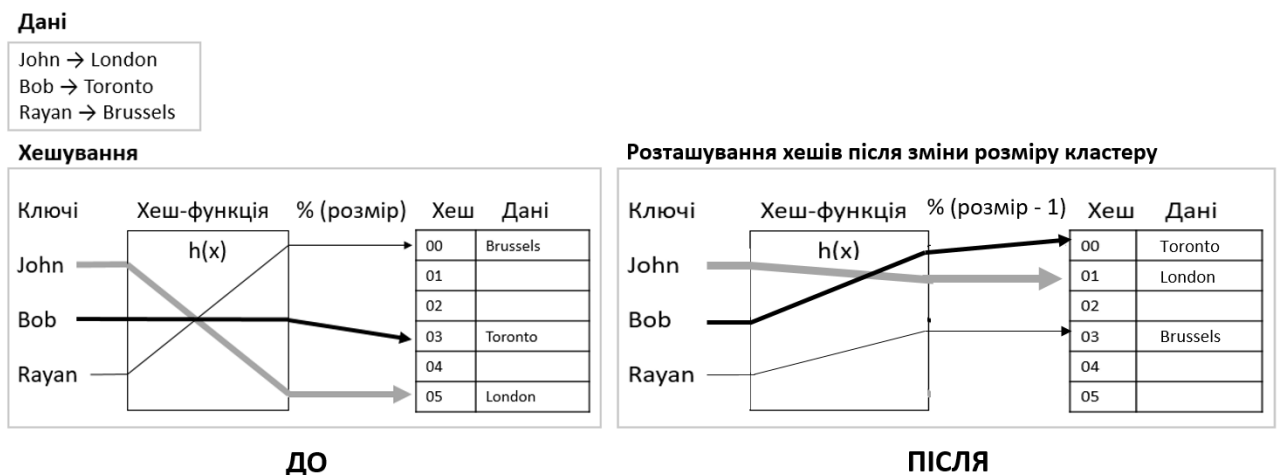 Дані
John → London
Bob → Toronto
Rayan → Brussels
Хешування
Ключі Хеш-функція % (розмір) Хеш Дані
h(x)
John
Bob
Rayan
00 Brussels
01
02
03 Toronto
04
05 London
ДО
Розташування хешів після зміни розміру кластеру
Ключі Хеш-функція % (розмір - 1) Хеш Дані
h(x)
John
Bob
Rayan
00 Toronto
01 London
02
03 Brussels
04
05
ПІСЛЯ